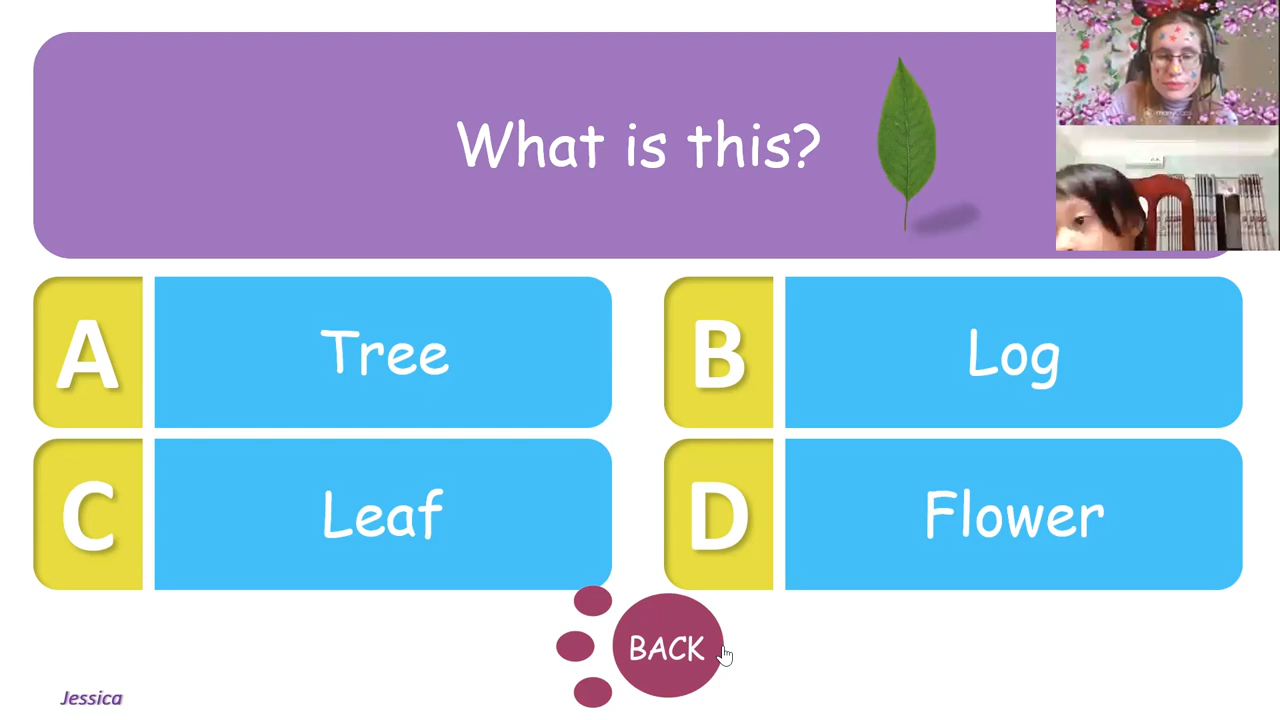 What is this?
A
Tree
B
Log
C
Leaf
D
Flower
BACK
Jessica